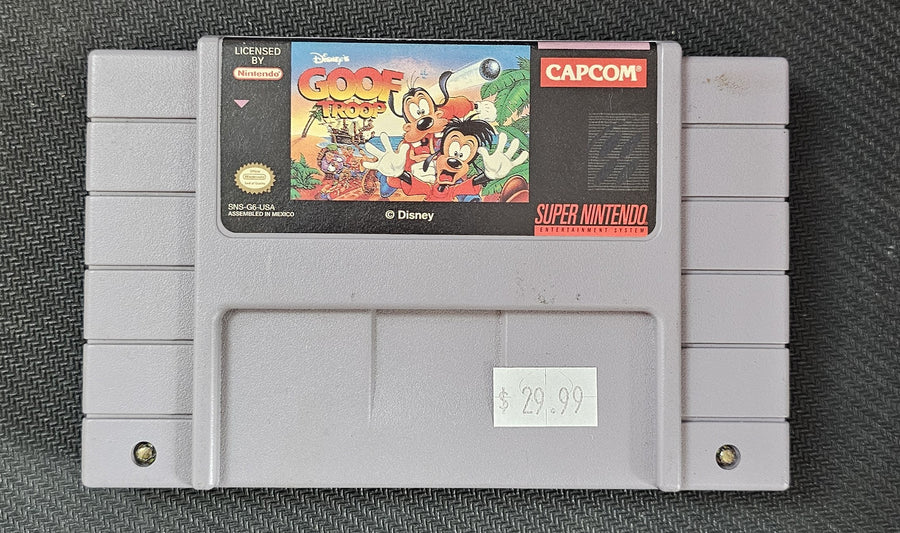 LICENSED
BY
Nintendo®
Disney's
GOOF
TROOP
CAPCOM®
Nintendo
SNS-G6-USA
ASSEMBLED IN MEXICO
© Disney
SUPER NINTENDO.
ENTERTAINMENT SYSTEM
$ 29.99